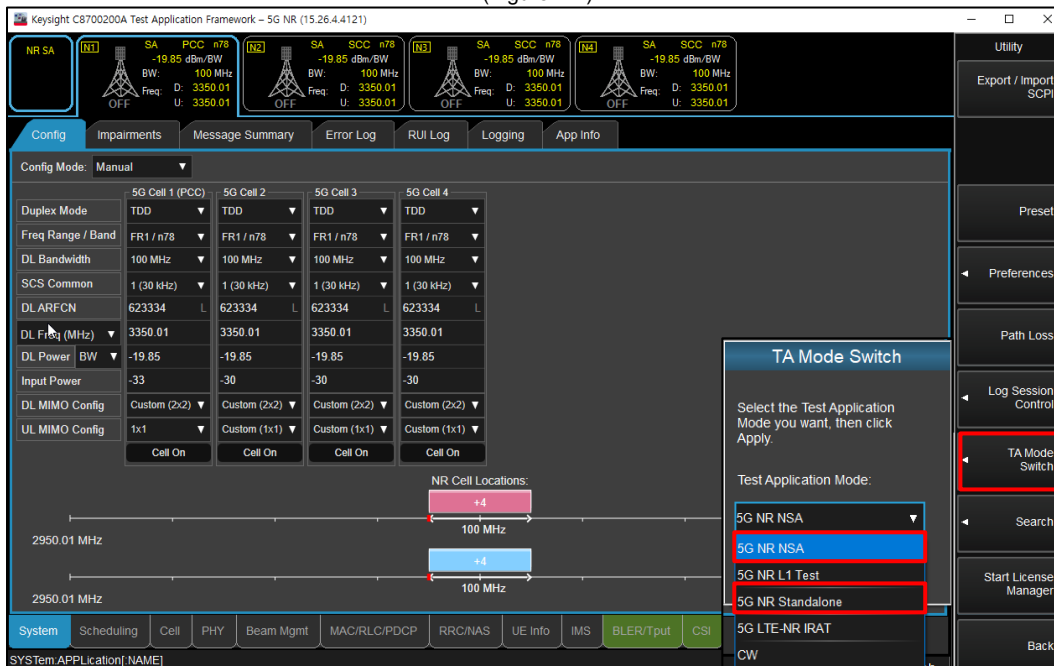 Keysight C8700200A Test Application Framework – 5G NR (15.26.4.4121)
NR SA
N1 SA PCC n78
-19.85 dBm/BW
BW: 100 MHz
Freq: D: 3350.01
U: 3350.01
OFF
N2 SA SCC n78
-19.85 dBm/BW
BW: 100 MHz
Freq: D: 3350.01
U: 3350.01
OFF
N3 SA SCC n78
-19.85 dBm/BW
BW: 100 MHz
Freq: D: 3350.01
U: 3350.01
OFF
N4 SA SCC n78
-19.85 dBm/BW
BW: 100 MHz
Freq: D: 3350.01
U: 3350.01
OFF
Config Impairments Message Summary Error Log RUI Log Logging App Info
Config Mode: Manual
5G Cell 1 (PCC) 5G Cell 2 5G Cell 3 5G Cell 4
Duplex Mode TDD TDD TDD TDD
Freq Range / Band FR1 / n78 FR1 / n78 FR1 / n78 FR1 / n78
DL Bandwidth 100 MHz 100 MHz 100 MHz 100 MHz
SCS Common 1 (30 kHz) 1 (30 kHz) 1 (30 kHz) 1 (30 kHz)
DL ARFCN 623334 L 623334 L 623334 L 623334 L
DL Freq (MHz) 3350.01 3350.01 3350.01 3350.01
DL Power BW -19.85 -19.85 -19.85 -19.85
Input Power -33 -30 -30 -30
DL MIMO Config Custom (2x2) Custom (2x2) Custom (2x2) Custom (2x2)
UL MIMO Config 1x1 Custom (1x1) Custom (1x1) Custom (1x1)
Cell On Cell On Cell On Cell On
NR Cell Locations:
+4
100 MHz
2950.01 MHz
+4
100 MHz
2950.01 MHz
TA Mode Switch
Select the Test Application
Mode you want, then click
Apply.
Test Application Mode:
5G NR NSA
5G NR NSA
5G NR L1 Test
5G NR Standalone
5G LTE-NR IRAT
CW
System Scheduling Cell PHY Beam Mgmt MAC/RLC/PDCP RRC/NAS UE Info IMS BLER/Tput CSI
SYSTem:APPLication[:NAME]
Utility
Export / Import
SCPI
Preset
Preferences
Path Loss
Log Session
Control
TA Mode
Switch
Search
Start License
Manager
Back